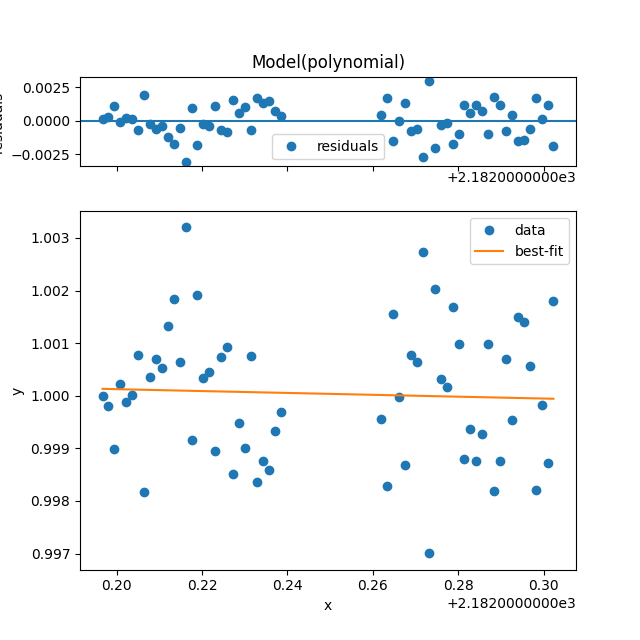 Model(polynomial)
0.0025
0.0000
−0.0025
residuals
+2.1820000000e3
1.003
1.002
1.001
1.000
0.999
0.998
0.997
y
data
best-fit
0.20 0.22 0.24 0.26 0.28 0.30
x
+2.1820000000e3